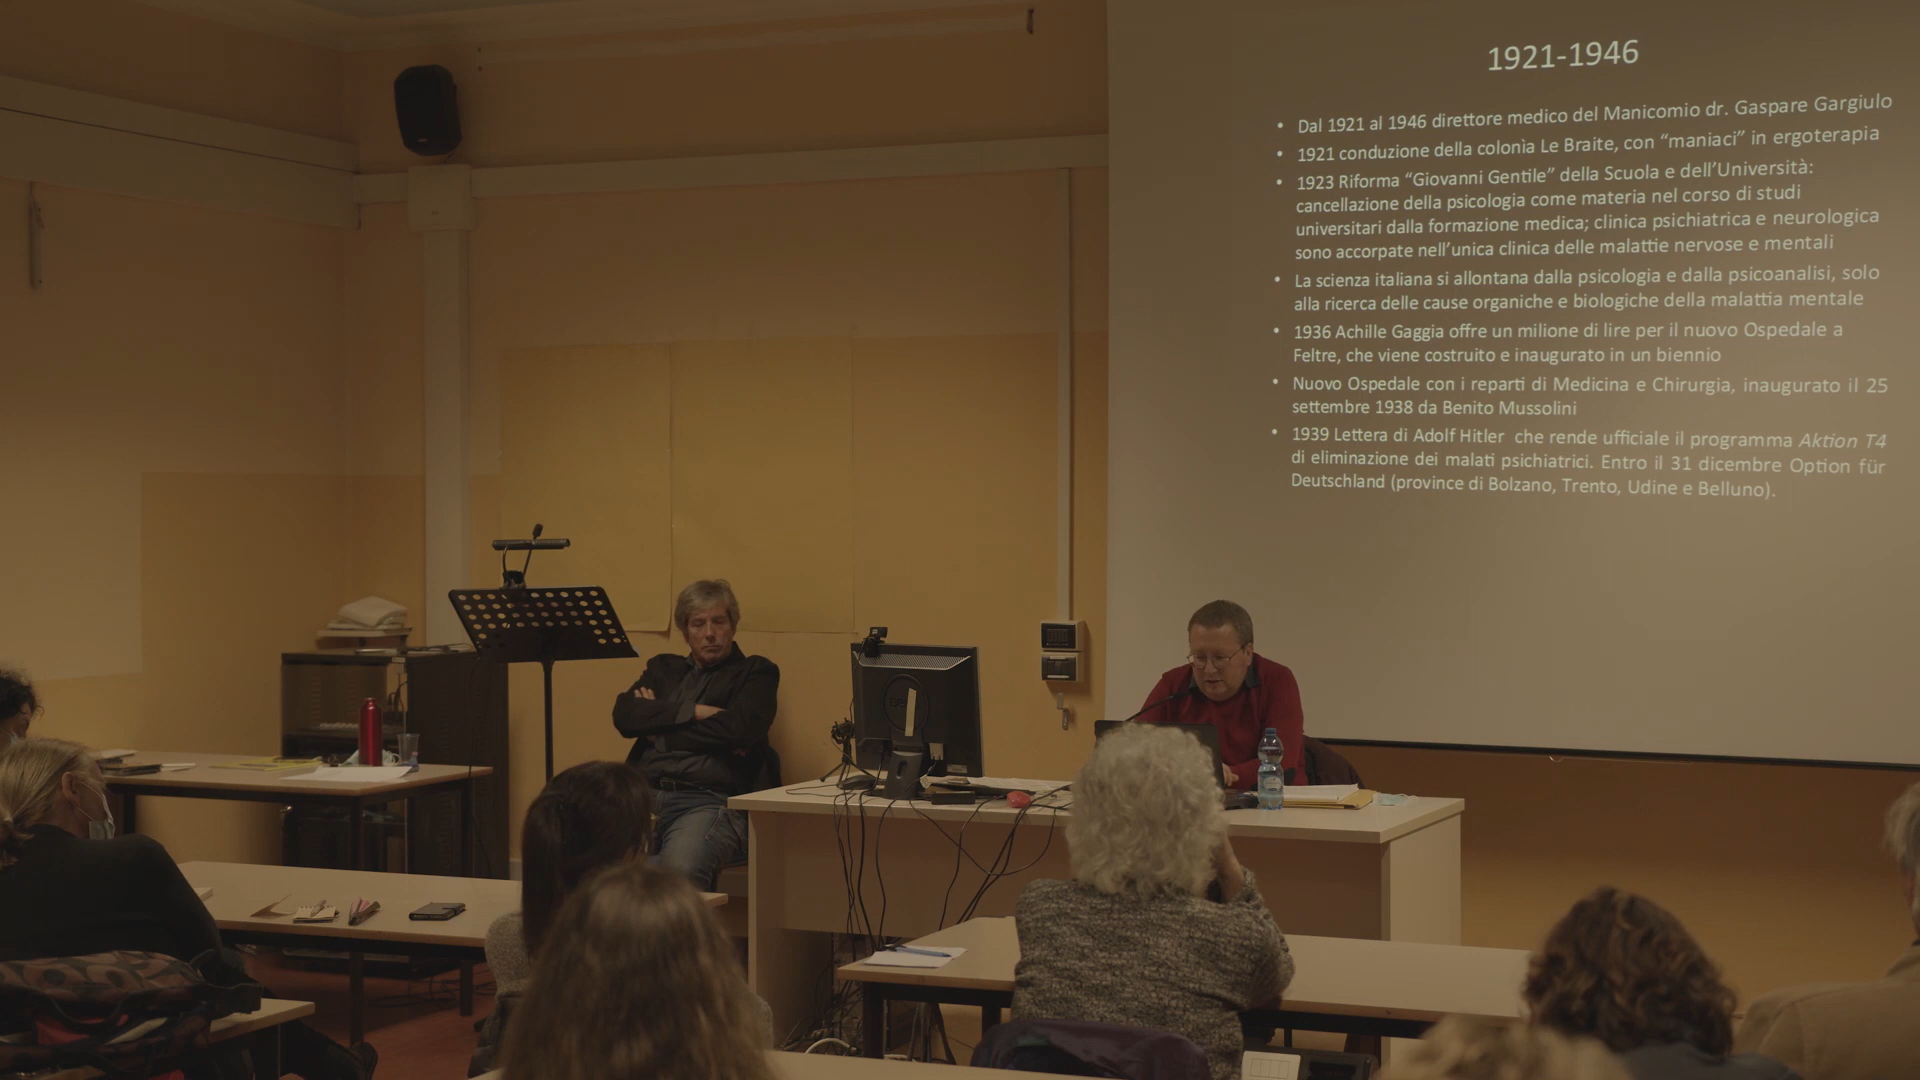 1921-1946
• Dal 1921 al 1946 direttore medico del Manicomio dr. Gaspare Gargiulo
• 1921 conduzione della colonia Le Braite, con “maniaci” in ergoterapia
• 1923 Riforma “Giovanni Gentile” della Scuola e dell’Università:
cancellazione della psicologia come materia nel corso di studi
universitari dalla formazione medica; clinica psichiatrica e neurologica
sono accorpate nell’unica clinica delle malattie nervose e mentali
• La scienza italiana si allontana dalla psicologia e dalla psicoanalisi, solo
alla ricerca delle cause organiche e biologiche della malattia mentale
• 1936 Achille Gaggia offre un milione di lire per il nuovo Ospedale a
Feltre, che viene costruito e inaugurato in un biennio
• Nuovo Ospedale con i reparti di Medicina e Chirurgia, inaugurato il 25
settembre 1938 da Benito Mussolini
• 1939 Lettera di Adolf Hitler che rende ufficiale il programma Aktion T4
di eliminazione dei malati psichiatrici. Entro il 31 dicembre Option für
Deutschland (province di Bolzano, Trento, Udine e Belluno).